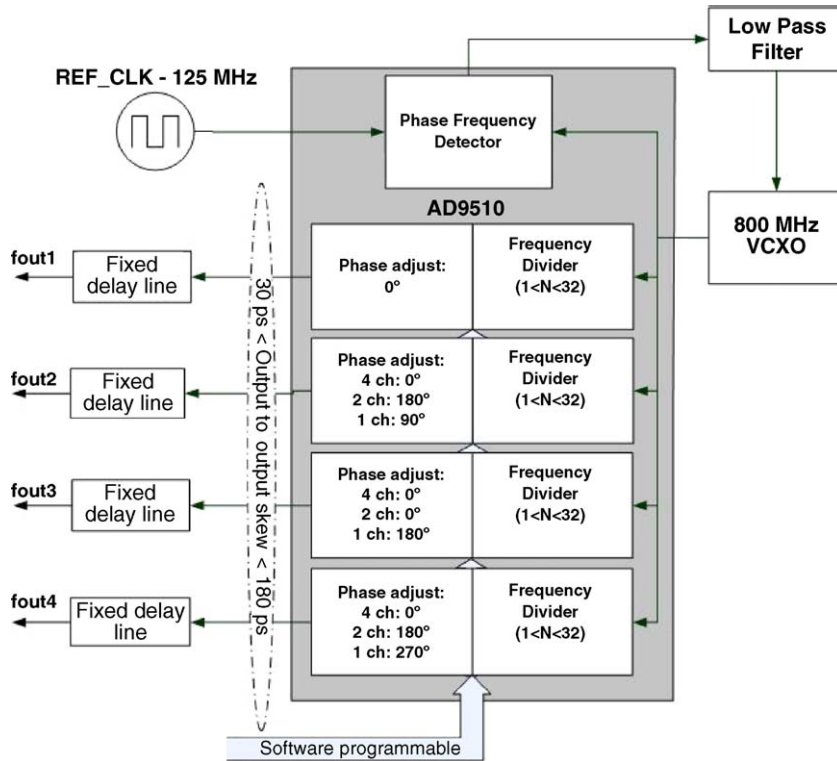 Low Pass
Filter
REF_CLK - 125 MHz
Phase Frequency
Detector
AD9510
800 MHz
VCXO
fout1
Fixed
delay line
Phase adjust:
0°
Frequency
Divider
(1<N<32)
fout2
Fixed
delay line
Phase adjust:
4 ch: 0°
2 ch: 180°
1 ch: 90°
Frequency
Divider
(1<N<32)
fout3
Fixed
delay line
Phase adjust:
4 ch: 0°
2 ch: 0°
1 ch: 180°
Frequency
Divider
(1<N<32)
fout4
Fixed delay
line
Phase adjust:
4 ch: 0°
2 ch: 180°
1 ch: 270°
Frequency
Divider
(1<N<32)
30 ps < Output to output skew < 180 ps
Software programmable